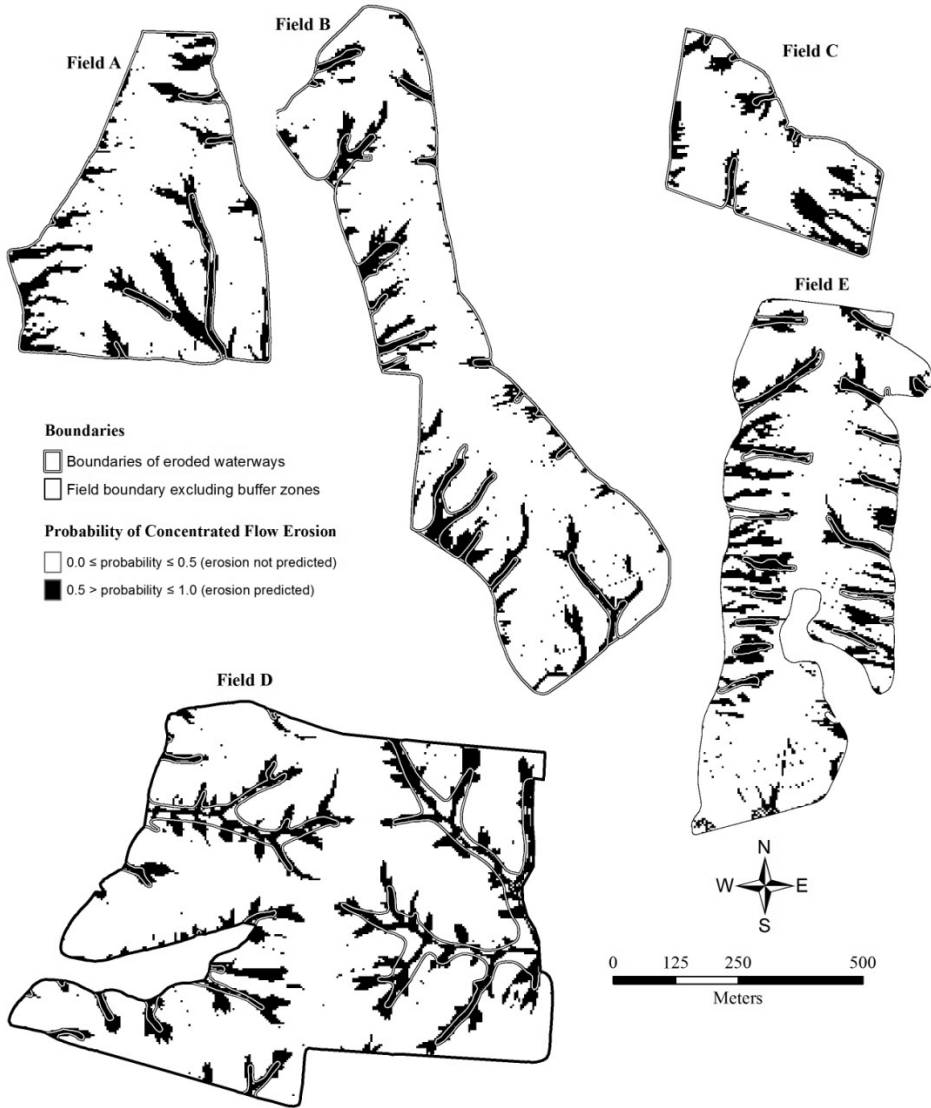 Field A
Field B
Field C
Field E
Boundaries
Boundaries of eroded waterways
Field boundary excluding buffer zones
Probability of Concentrated Flow Erosion
0.0 ≤ probability ≤ 0.5 (erosion not predicted)
0.5 > probability ≤ 1.0 (erosion predicted)
Field D
N
W E
S
0 125 250 500
Meters